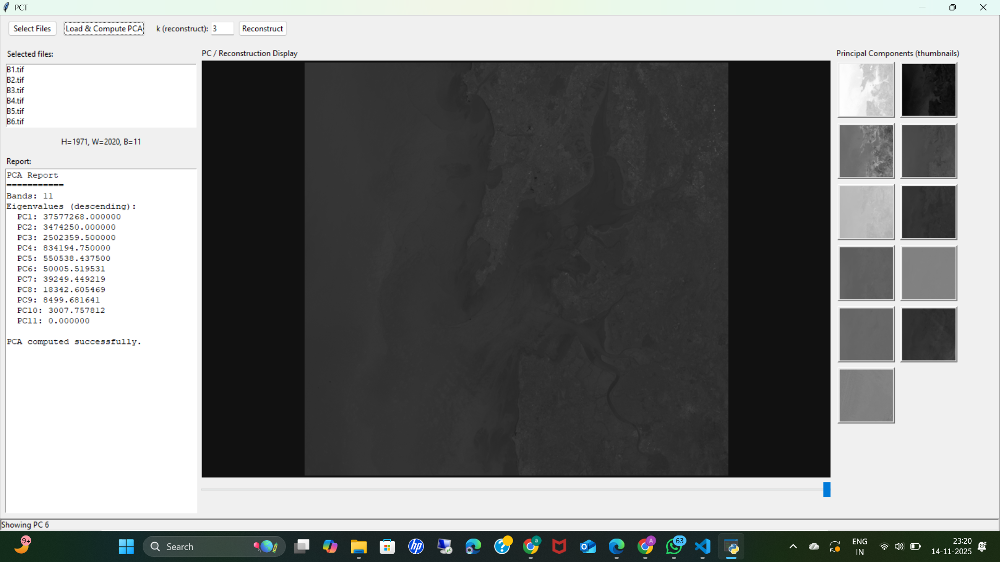 PCT
Select Files
Load & Compute PCA
k (reconstruct): 3
Reconstruct
Selected files:
B1.tif
B2.tif
B3.tif
B4.tif
B5.tif
B6.tif
H=1971, W=2020, B=11
Report:
PCA Report
===========
Bands: 11
Eigenvalues (descending):
PC1: 37577268.000000
PC2: 3474250.000000
PC3: 2502359.500000
PC4: 834194.750000
PC5: 550538.437500
PC6: 50005.519531
PC7: 39249.449219
PC8: 18342.605469
PC9: 8499.681641
PC10: 3007.757812
PC11: 0.000000
PCA computed successfully.
PC / Reconstruction Display
Principal Components (thumbnails)
Showing PC 6
9+
Search
hp
a
A
63
ENG
IN
23:20
14-11-2025